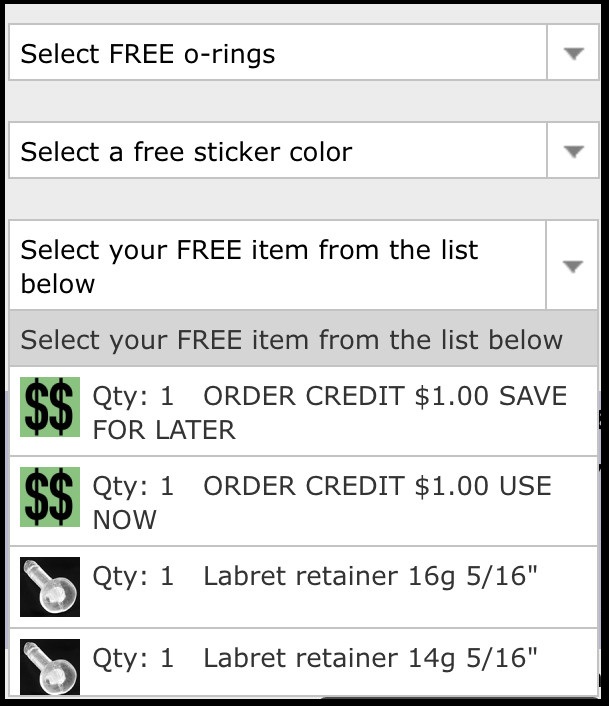 Select FREE o-rings
Select a free sticker color
Select your FREE item from the list
below
Select your FREE item from the list below
$$ Qty: 1 ORDER CREDIT $1.00 SAVE
FOR LATER
$$ Qty: 1 ORDER CREDIT $1.00 USE
NOW
Qty: 1 Labret retainer 16g 5/16"
Qty: 1 Labret retainer 14g 5/16"